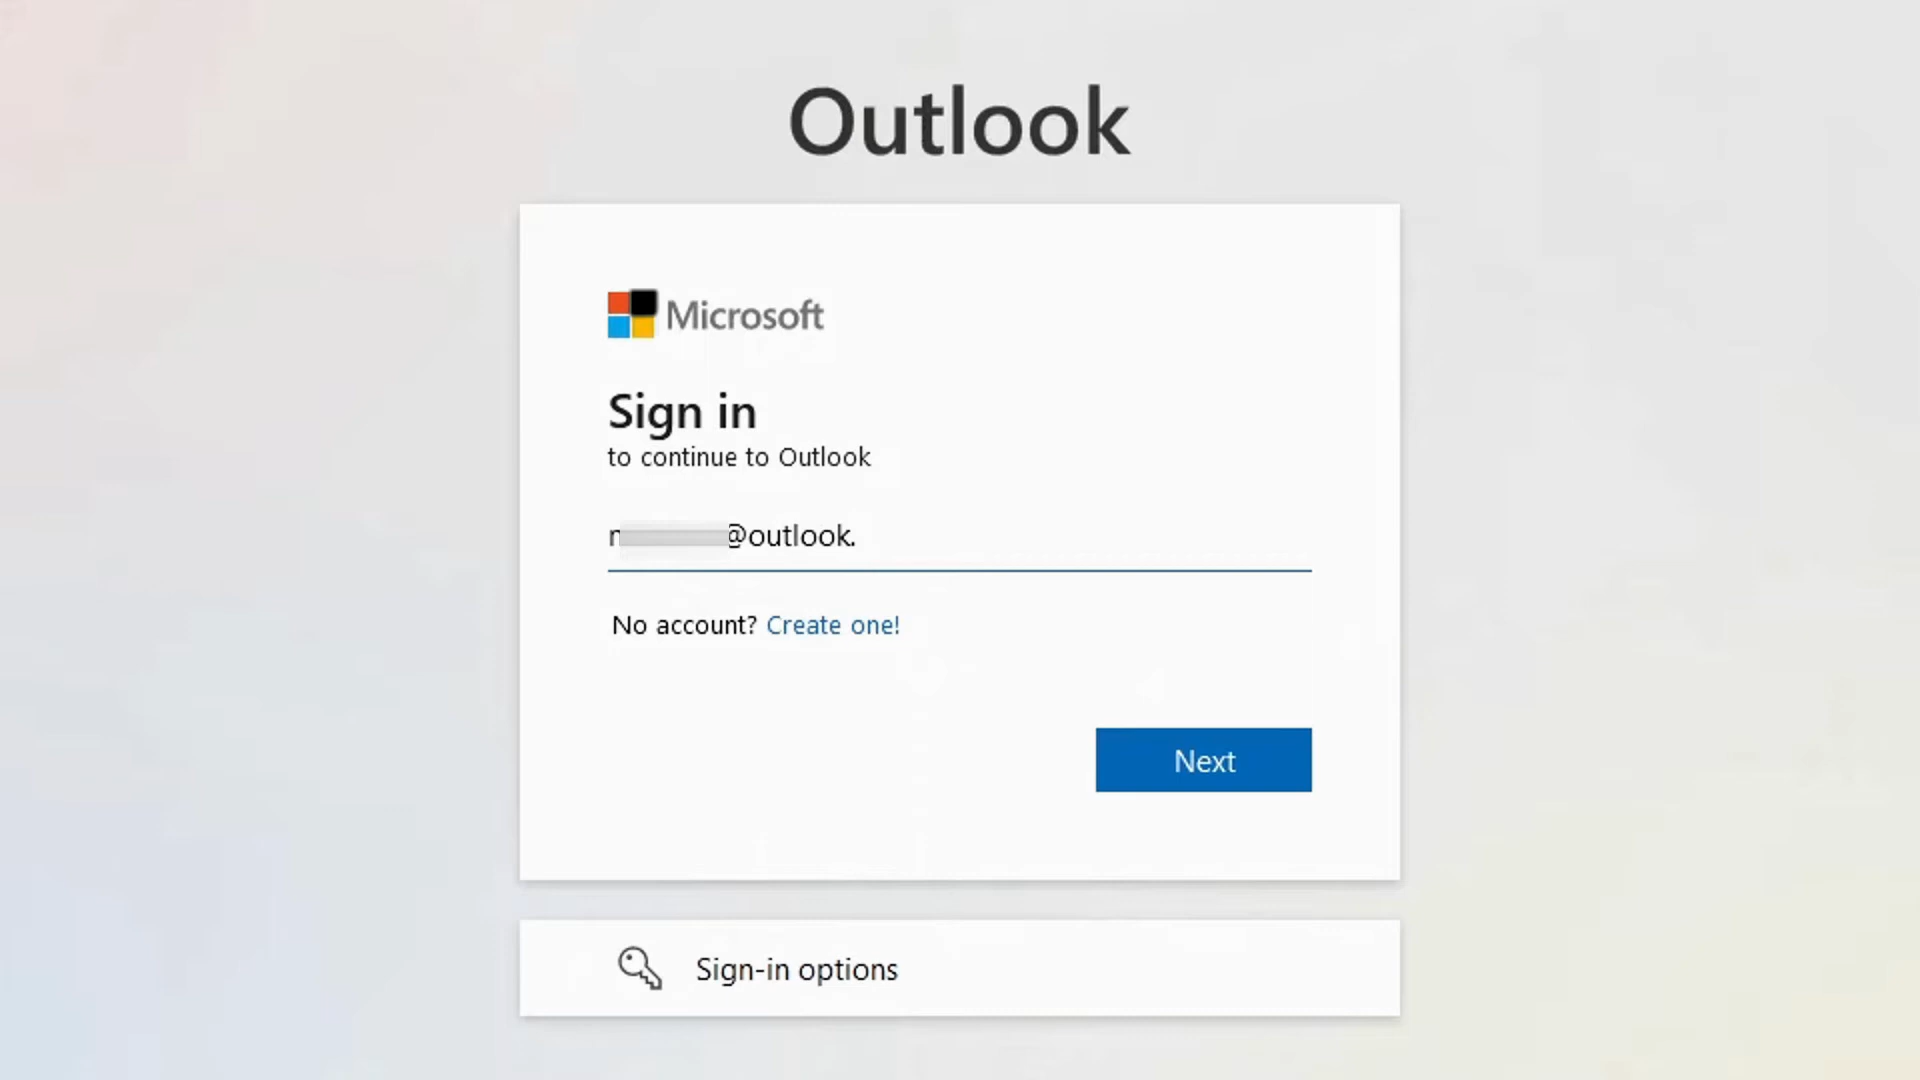 Outlook
Microsoft
Sign in
to continue to Outlook
@outlook.
No account? Create one!
Next
Sign-in options